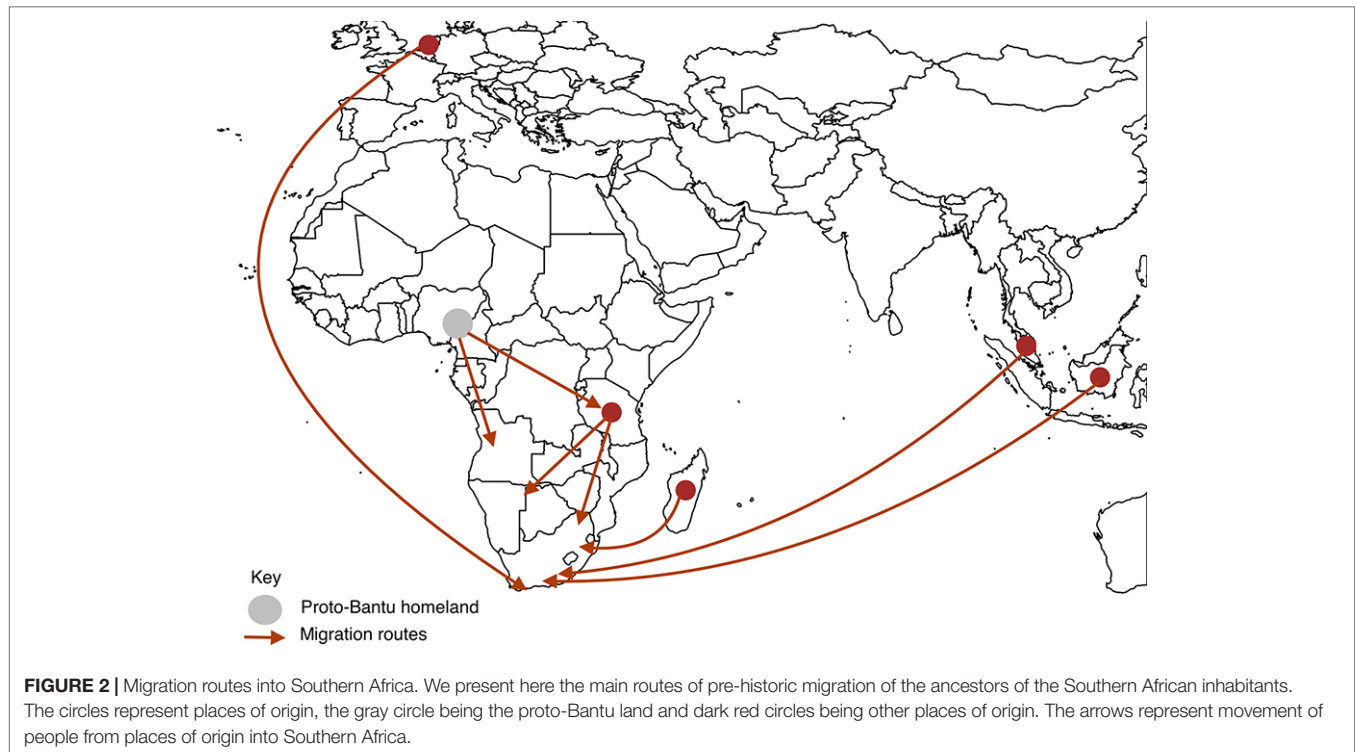 Key
Proto-Bantu homeland
Migration routes
FIGURE 2 | Migration routes into Southern Africa. We present here the main routes of pre-historic migration of the ancestors of the Southern African inhabitants.
The circles represent places of origin, the gray circle being the proto-Bantu land and dark red circles being other places of origin. The arrows represent movement of
people from places of origin into Southern Africa.